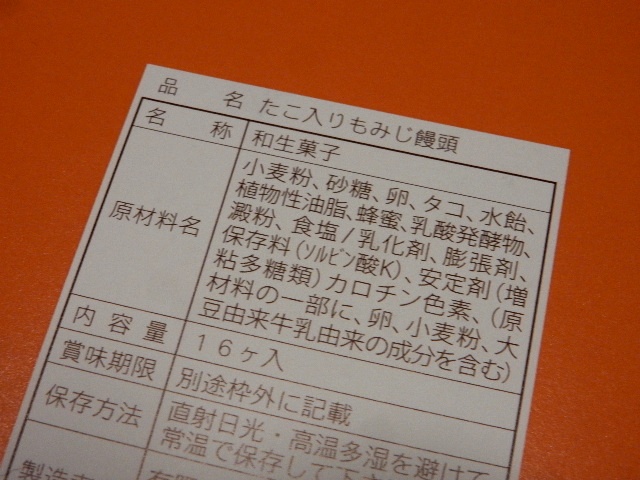 品 名 たこ入りもみじ饅頭
名 称 和生菓子
原材料名 小麦粉、砂糖、卵、タコ、水飴、
植物性油脂、蜂蜜、乳酸発酵物、
澱粉、食塩/乳化剤、膨張剤、
保存料(ｿﾙﾋﾞﾝ酸K)、安定剤(増
粘多糖類)カロチン色素、(原
材料の一部に、卵、小麦粉、大
豆由来牛乳由来の成分を含む)
内 容 量 16ヶ入
賞味期限 別途枠外に記載
保存方法 直射日光・高温多湿を避けて
常温で保存して下さ
製造 有限